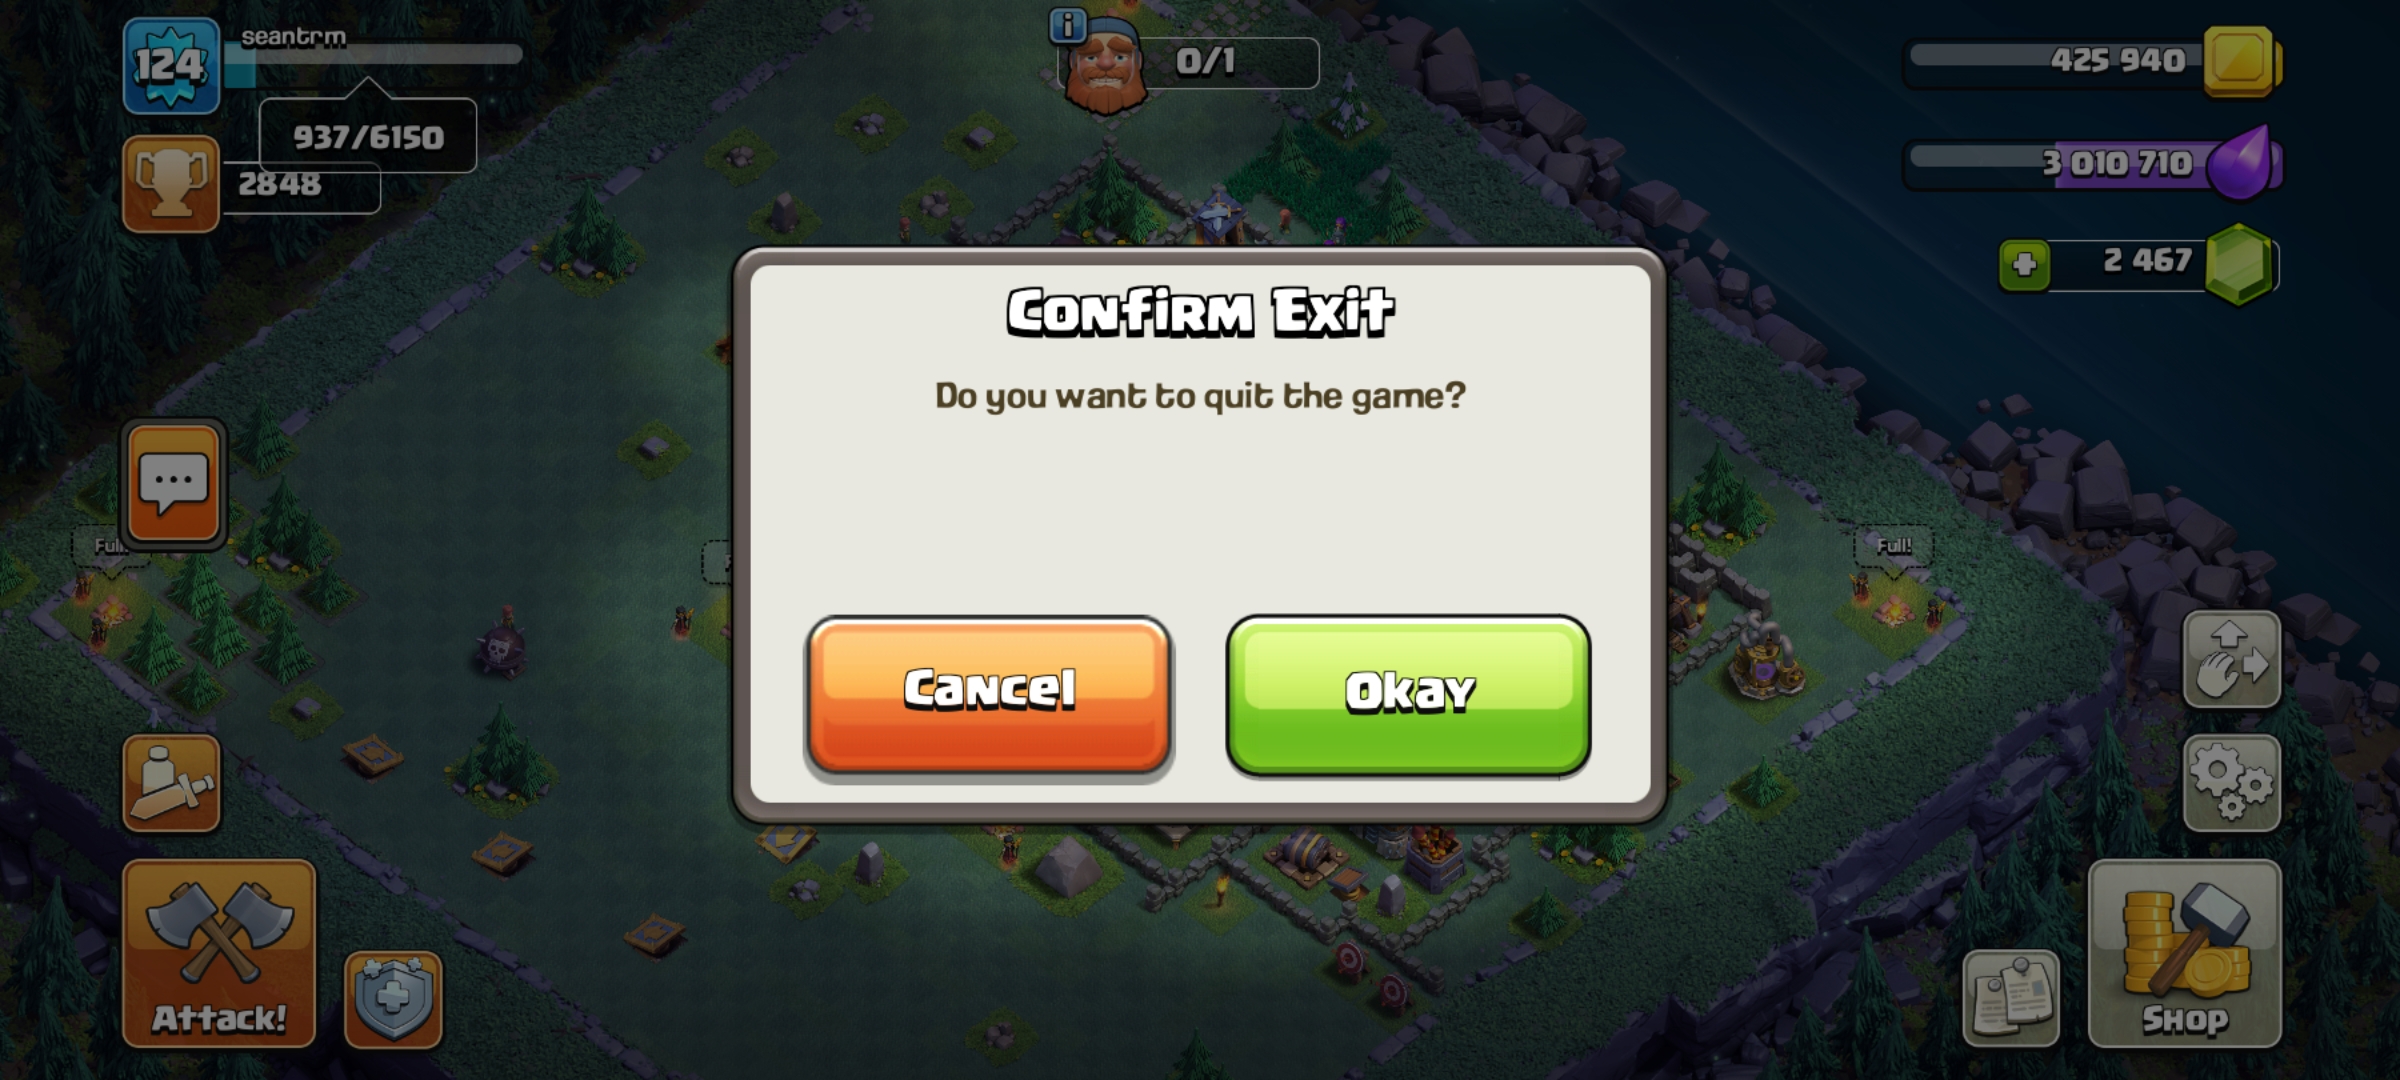 124
seantrm
937/6150
2848
i
0/1
425 940
3 010 710
2 467
Confirm Exit
Do you want to quit the game?
Full!
Full!
Cancel
Okay
Attack!
Shop